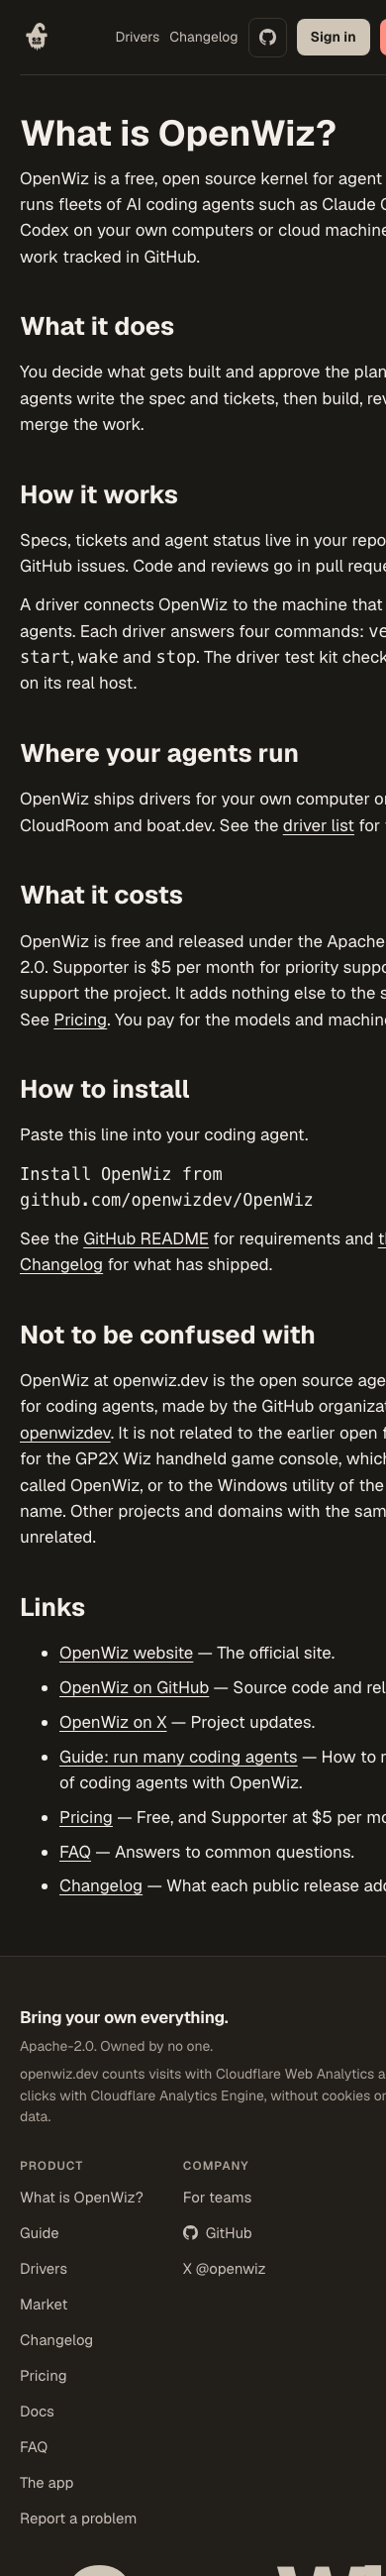 Drivers Changelog Sign in
What is OpenWiz?
OpenWiz is a free, open source kernel for agent
runs fleets of AI coding agents such as Claude
Codex on your own computers or cloud
work tracked in GitHub.
What it does
You decide what gets built and approve the
agents write the spec and tickets, then build,
merge the work.
How it works
Specs, tickets and agent status live in your
GitHub issues. Code and reviews go in pull
A driver connects OpenWiz to the machine that
agents. Each driver answers four commands:
start, wake and stop. The driver test kit
on its real host.
Where your agents run
OpenWiz ships drivers for your own computer
CloudRoom and boat.dev. See the driver list for
What it costs
OpenWiz is free and released under the Apache
2.0. Supporter is $5 per month for priority
support the project. It adds nothing else to the
See Pricing. You pay for the models and
How to install
Paste this line into your coding agent.
Install OpenWiz from
github.com/openwizdev/OpenWiz
See the GitHub README for requirements and
Changelog for what has shipped.
Not to be confused with
OpenWiz at openwiz.dev is the open source
for coding agents, made by the GitHub
openwizdev. It is not related to the earlier open
for the GP2X Wiz handheld game console,
called OpenWiz, or to the Windows utility of the
name. Other projects and domains with the
unrelated.
Links
• OpenWiz website — The official site.
• OpenWiz on GitHub — Source code and
• OpenWiz on X — Project updates.
• Guide: run many coding agents — How to
of coding agents with OpenWiz.
• Pricing — Free, and Supporter at $5 per
• FAQ — Answers to common questions.
• Changelog — What each public release
Bring your own everything.
Apache-2.0. Owned by no one.
openwiz.dev counts visits with Cloudflare Web Analytics
clicks with Cloudflare Analytics Engine, without cookies
data.
PRODUCT COMPANY
What is OpenWiz? For teams
Guide GitHub
Drivers X @openwiz
Market
Changelog
Pricing
Docs
FAQ
The app
Report a problem